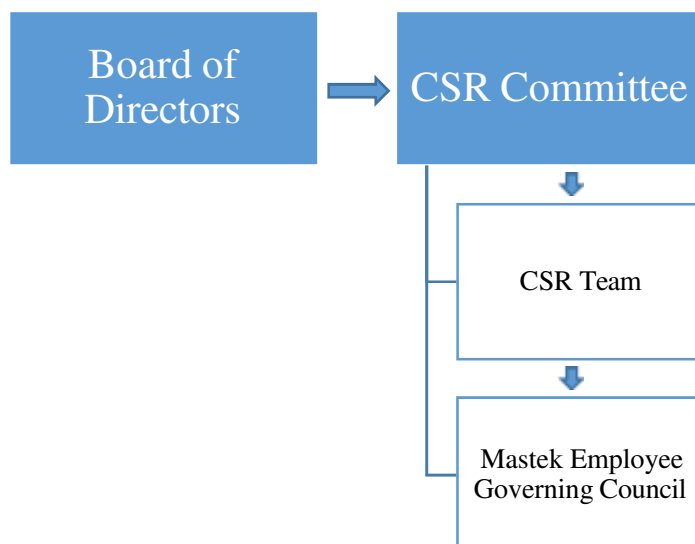 Board of
Directors
CSR Committee
CSR Team
Mastek Employee
Governing Council